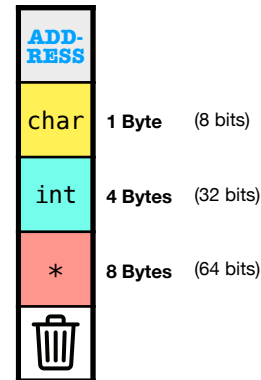 ADD-
RESS
char 1 Byte (8 bits)
int 4 Bytes (32 bits)
* 8 Bytes (64 bits)